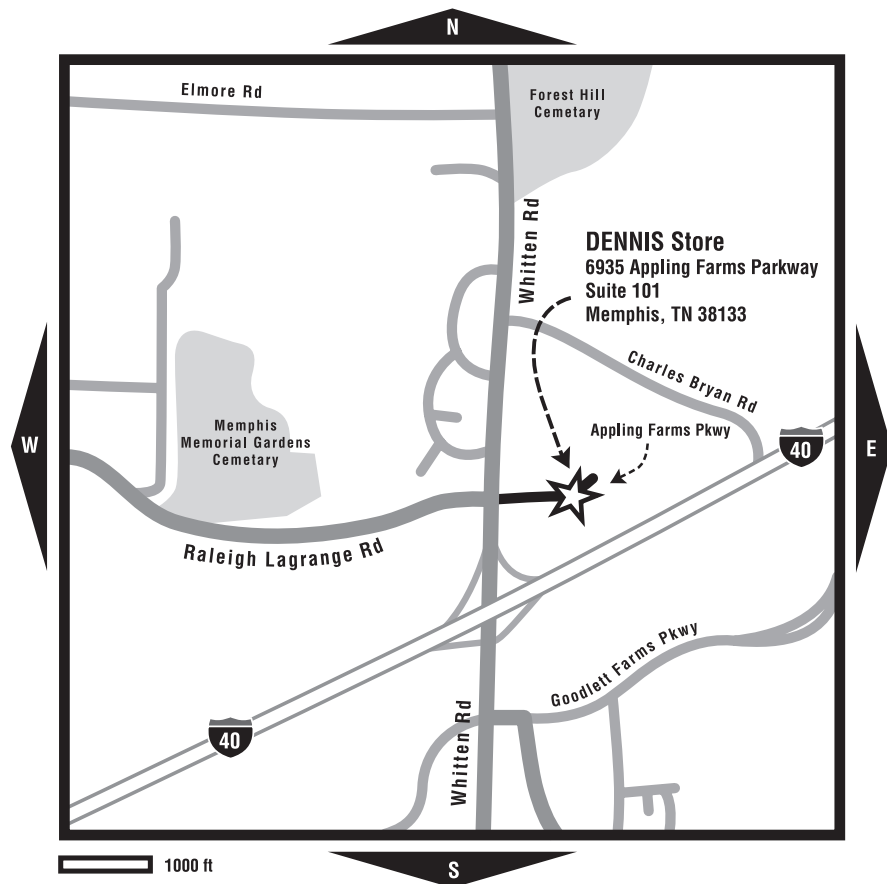 N
Elmore Rd
Forest Hill
Cemetery
Whitten Rd
DENNIS Store
6935 Appling Farms Parkway
Suite 101
Memphis, TN 38133
Charles Bryan Rd
Appling Farms Pkwy
40
W
E
Memphis
Memorial Gardens
Cemetery
Raleigh Lagrange Rd
Goodlett Farms Pkwy
40
Whitten Rd
1000 ft
S